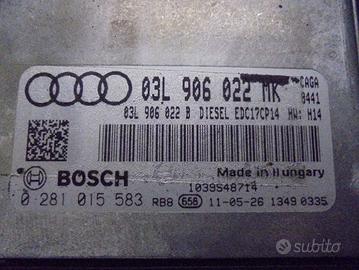 03L 906 022 MK CAGA
8441
03L 906 022 B DIESEL EDC17CP14 HW: H14
Made in Hungary
BOSCH 1039S48714
0 281 015 583 RB8 656 11-05-26 1349 0335
subito